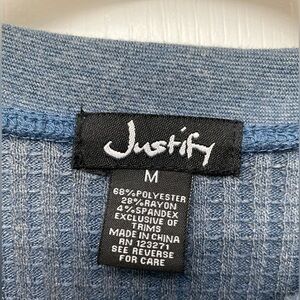 Justify
M
68%POLYESTER
28%RAYON
4%SPANDEX
EXCLUSIVE OF
TRIMS
MADE IN CHINA
RN 123271
SEE REVERSE
FOR CARE